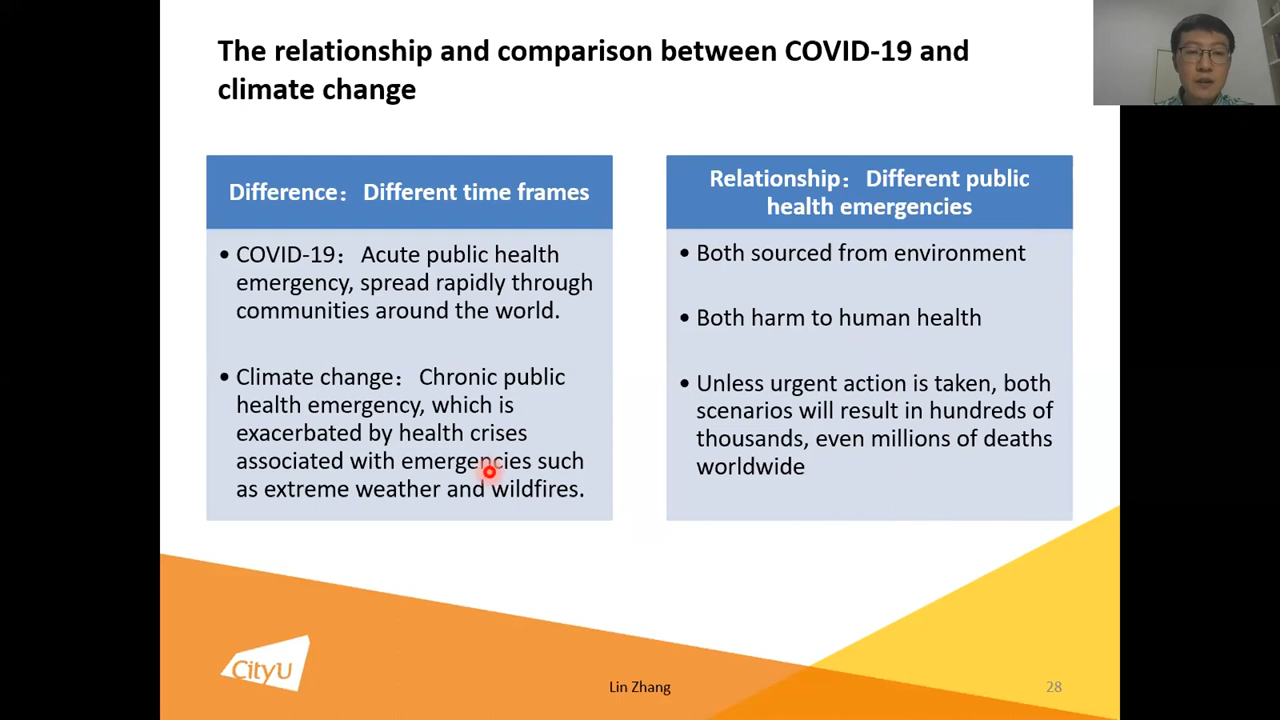 The relationship and comparison between COVID-19 and
climate change
Difference： Different time frames
• COVID-19： Acute public health
emergency, spread rapidly through
communities around the world.
• Climate change： Chronic public
health emergency, which is
exacerbated by health crises
associated with emergencies such
as extreme weather and wildfires.
Relationship： Different public
health emergencies
• Both sourced from environment
• Both harm to human health
• Unless urgent action is taken, both
scenarios will result in hundreds of
thousands, even millions of deaths
worldwide
CityU
Lin Zhang
28